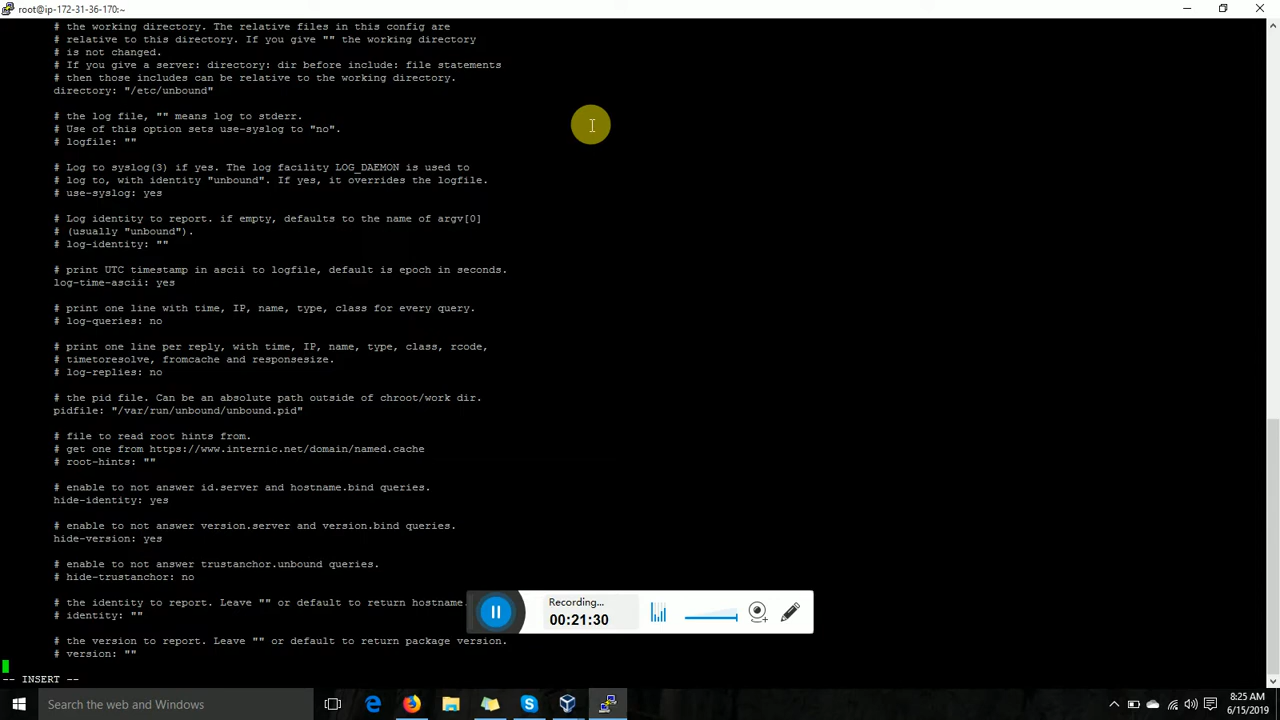 root@ip-172-31-36-170:~
# the working directory. The relative files in this config are
# relative to this directory. If you give "" the working directory
# is not changed.
# If you give a server: directory: dir before include: file statements
# then those includes can be relative to the working directory.
directory: "/etc/unbound"
# the log file, "" means log to stderr.
# Use of this option sets use-syslog to "no".
# logfile: ""
# Log to syslog(3) if yes. The log facility LOG_DAEMON is used to
# log to, with identity "unbound". If yes, it overrides the logfile.
# use-syslog: yes
# Log identity to report. if empty, defaults to the name of argv[0]
# (usually "unbound").
# log-identity: ""
# print UTC timestamp in ascii to logfile, default is epoch in seconds.
log-time-ascii: yes
# print one line with time, IP, name, type, class for every query.
# log-queries: no
# print one line per reply, with time, IP, name, type, class, rcode,
# timetoresolve, fromcache and responsesize.
# log-replies: no
# the pid file. Can be an absolute path outside of chroot/work dir.
pidfile: "/var/run/unbound/unbound.pid"
# file to read root hints from.
# get one from https://www.internic.net/domain/named.cache
# root-hints: ""
# enable to not answer id.server and hostname.bind queries.
hide-identity: yes
# enable to not answer version.server and version.bind queries.
hide-version: yes
# enable to not answer trustanchor.unbound queries.
# hide-trustanchor: no
# the identity to report. Leave "" or default to return hostname.
# identity: ""
# the version to report. Leave "" or default to return package version.
# version: ""
-- INSERT --
Recording...
00:21:30
Search the web and Windows
8:25 AM
6/15/2019